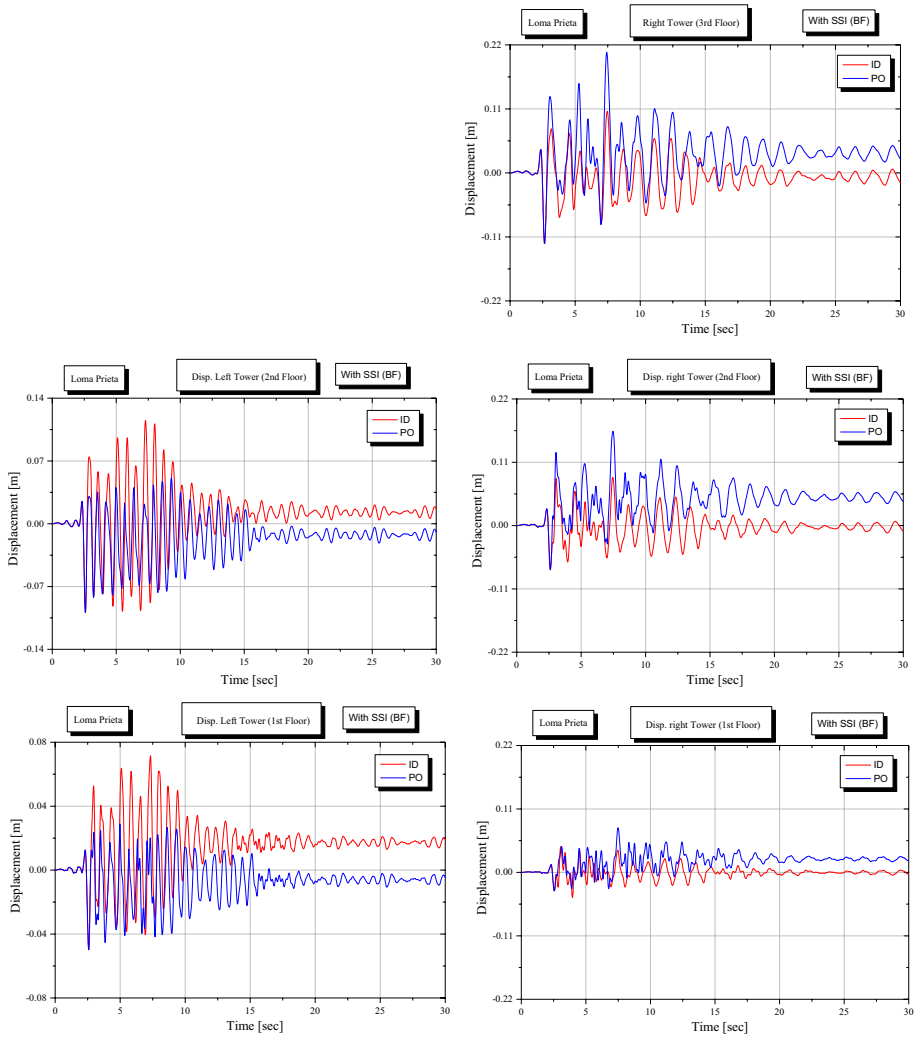 Loma Prieta
Right Tower (3rd Floor)
With SSI (BF)
0.22
0.11
0.00
-0.11
-0.22
Displacement [m]
ID
PO
0 5 10 15 20 25 30
Time [sec]
Loma Prieta
Disp. Left Tower (2nd Floor)
With SSI (BF)
0.14
0.07
0.00
-0.07
-0.14
Displacement [m]
ID
PO
0 5 10 15 20 25 30
Time [sec]
Loma Prieta
Disp. right Tower (2nd Floor)
With SSI (BF)
0.22
0.11
0.00
-0.11
-0.22
Displacement [m]
ID
PO
0 5 10 15 20 25 30
Time [sec]
Loma Prieta
Disp. Left Tower (1st Floor)
With SSI (BF)
0.08
0.04
0.00
-0.04
-0.08
Displacement [m]
ID
PO
0 5 10 15 20 25 30
Time [sec]
Loma Prieta
Disp. right Tower (1st Floor)
With SSI (BF)
0.22
0.11
0.00
-0.11
-0.22
Displacement [m]
ID
PO
0 5 10 15 20 25 30
Time [sec]